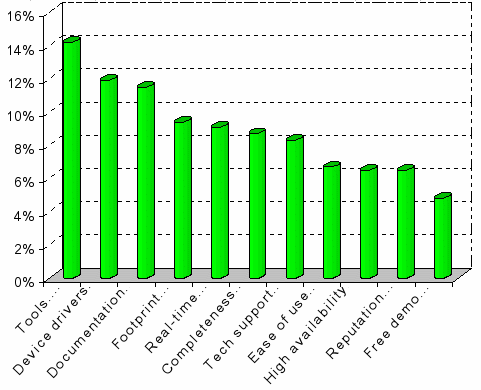 16%
14%
12%
10%
8%
6%
4%
2%
0%
Tools....
Device drivers.
Documentation.
Footprint...
Real-time...
Completeness..
Tech support..
Ease of use..
High availability
Reputation...
Free demo...